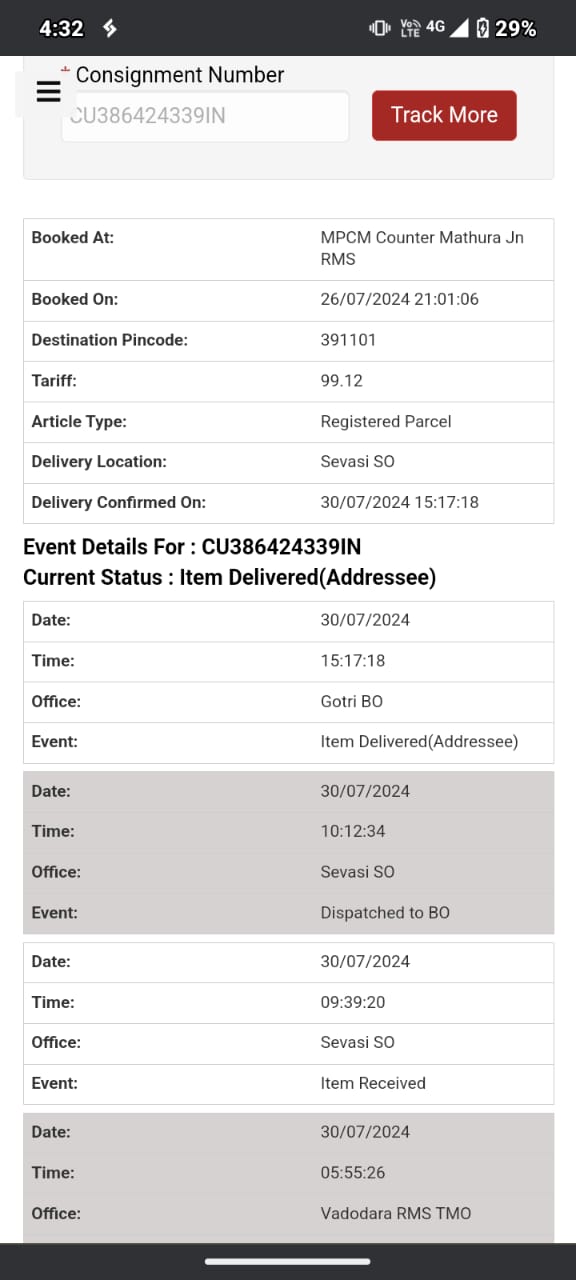 4:32 Vo) LTE 4G 29%
* Consignment Number
CU386424339IN
Track More
Booked At: MPCM Counter Mathura Jn
RMS
Booked On: 26/07/2024 21:01:06
Destination Pincode: 391101
Tariff: 99.12
Article Type: Registered Parcel
Delivery Location: Sevasi SO
Delivery Confirmed On: 30/07/2024 15:17:18
Event Details For : CU386424339IN
Current Status : Item Delivered(Addressee)
Date: 30/07/2024
Time: 15:17:18
Office: Gotri BO
Event: Item Delivered(Addressee)
Date: 30/07/2024
Time: 10:12:34
Office: Sevasi SO
Event: Dispatched to BO
Date: 30/07/2024
Time: 09:39:20
Office: Sevasi SO
Event: Item Received
Date: 30/07/2024
Time: 05:55:26
Office: Vadodara RMS TMO